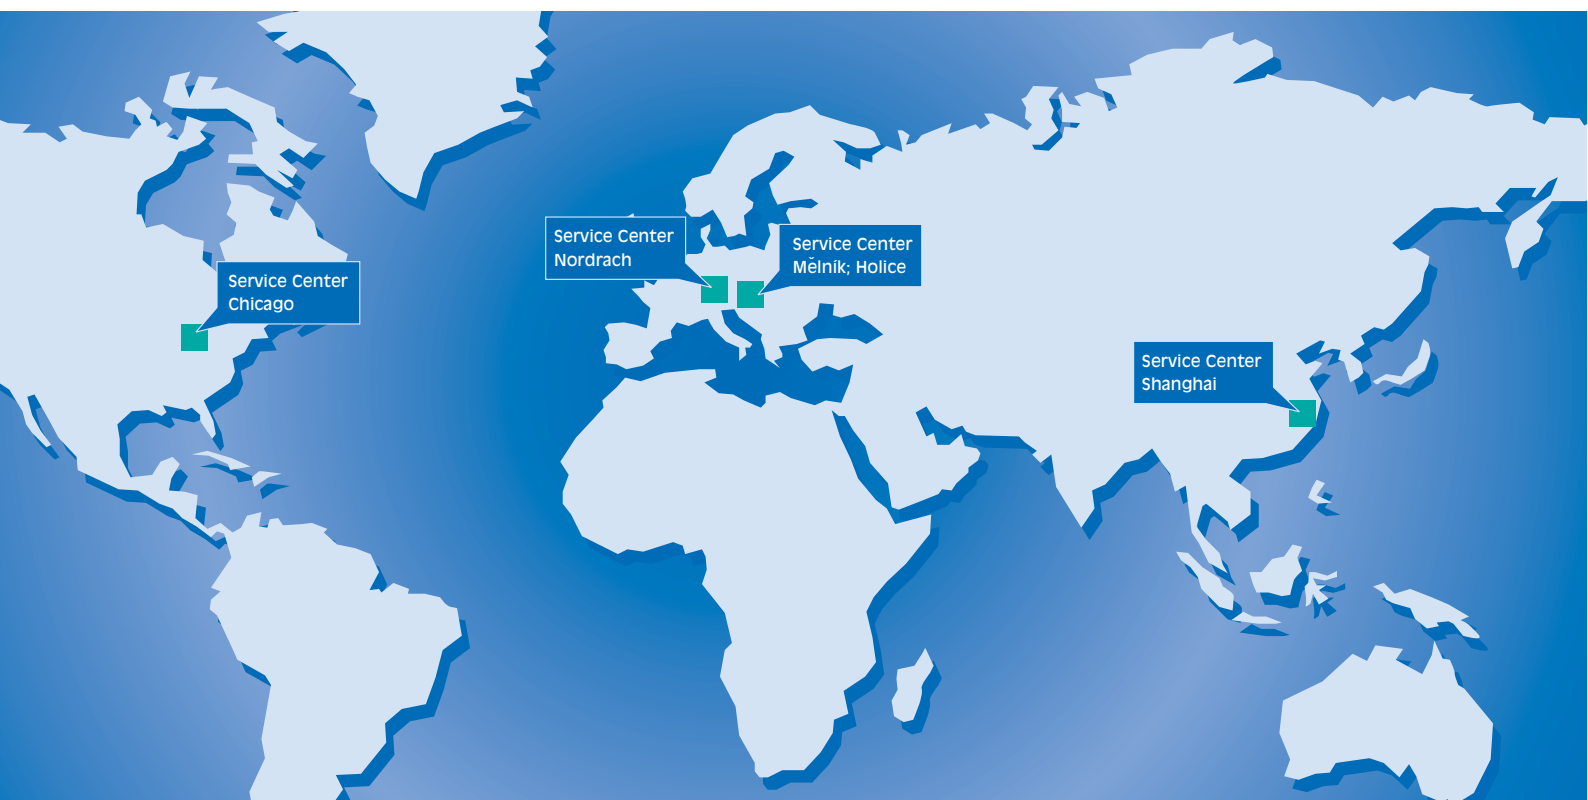 Service Center
Nordrach
Service Center
Mělník; Holice
Service Center
Chicago
Service Center
Shanghai